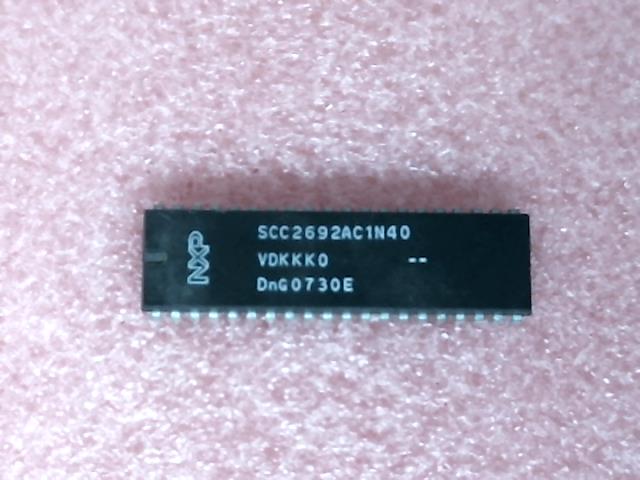 NXP
SCC2692AC1N40
VDKKK0 --
DnG0730E